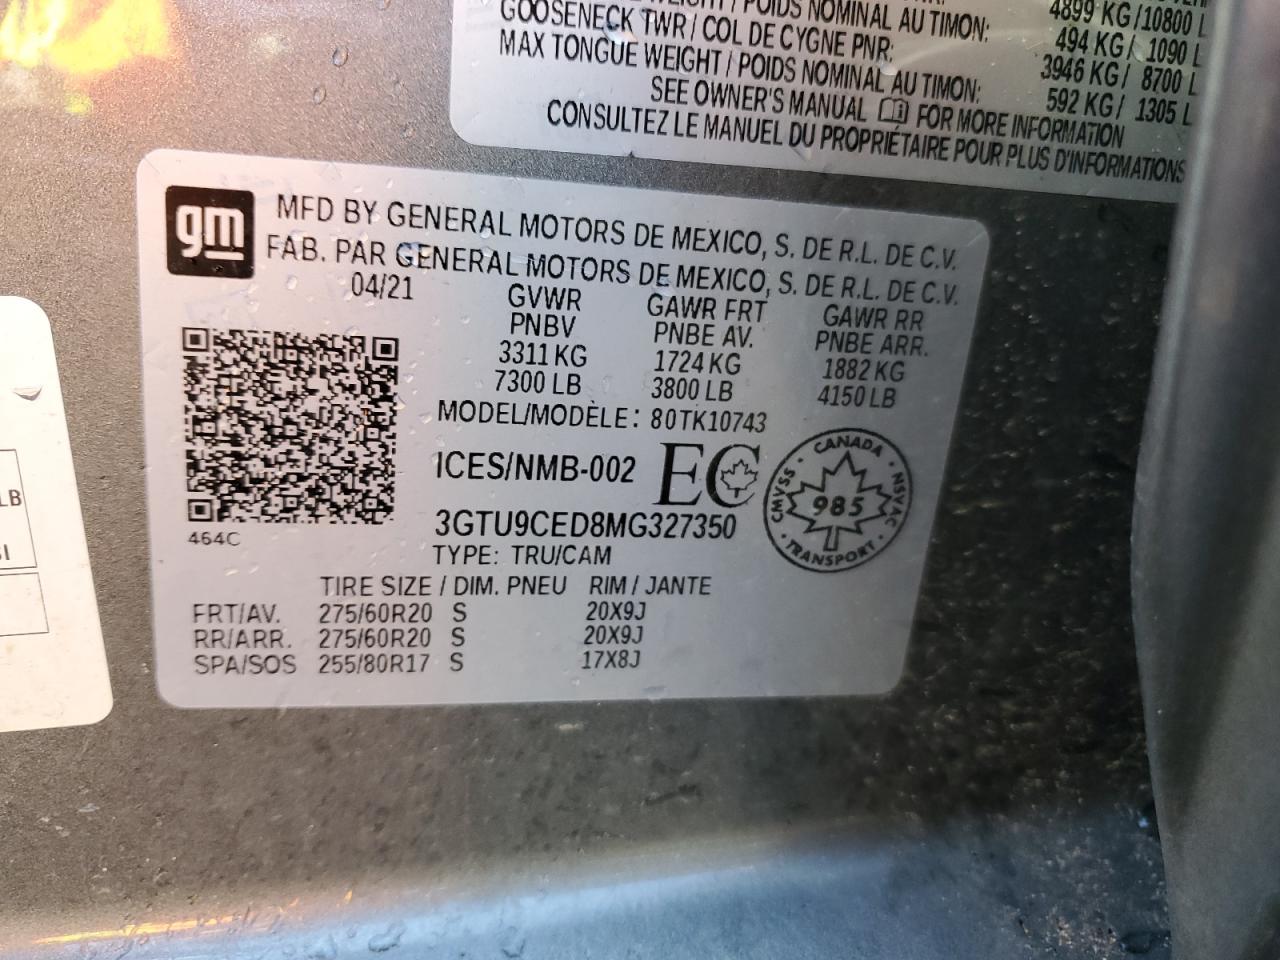 POIDS NOMINAL AU TIMON:
4899 KG/10800 L
GOOSENECK TWR / COL DE CYGNE PNR:
494 KG / 1090 L
MAX TONGUE WEIGHT / POIDS NOMINAL AU TIMON:
3946 KG / 8700 L
592 KG / 1305 L
SEE OWNER'S MANUAL FOR MORE INFORMATION
CONSULTEZ LE MANUEL DU PROPRIÉTAIRE POUR PLUS D'INFORMATIONS
gm
MFD BY GENERAL MOTORS DE MEXICO, S. DE R.L. DE C.V.
FAB. PAR GENERAL MOTORS DE MEXICO, S. DE R.L. DE C.V.
04/21
GVWR GAWR FRT GAWR RR
PNBV PNBE AV. PNBE ARR.
3311 KG 1724 KG 1882 KG
7300 LB 3800 LB 4150 LB
MODEL/MODÈLE: 80TK10743
ICES/NMB-002 EC
CANADA
CMVSS 985 NSVAC
TRANSPORT
464C
3GTU9CED8MG327350
TYPE: TRU/CAM
TIRE SIZE / DIM. PNEU RIM / JANTE
FRT/AV. 275/60R20 S 20X9J
RR/ARR. 275/60R20 S 20X9J
SPA/SOS 255/80R17 S 17X8J
LB